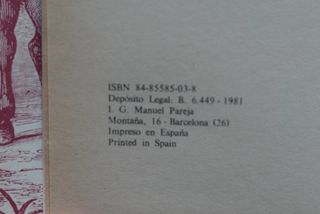 ISBN 84-85585-03-8
Depósito Legal: B. 6.449 - 1981
I. G. Manuel Pareja
Montaña, 16 - Barcelona (26)
Impreso en España
Printed in Spain